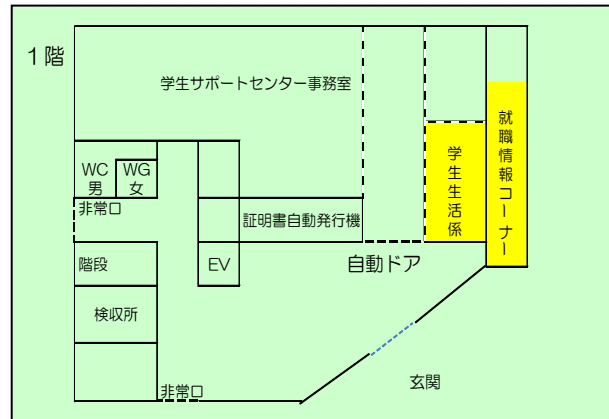 1階
学生サポートセンター事務室
就職情報コーナー
学生生活係
WC
男
WG
女
非常口
証明書自動発行機
階段
EV
自動ドア
検収所
玄関
非常口